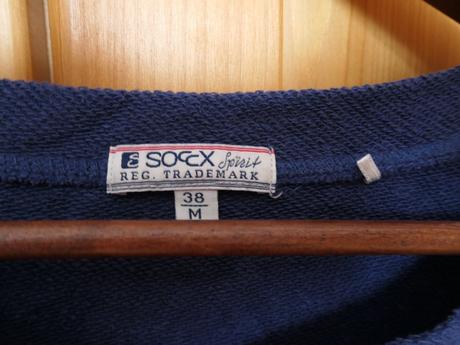 SOCCX Spirit
REG. TRADEMARK
38
M